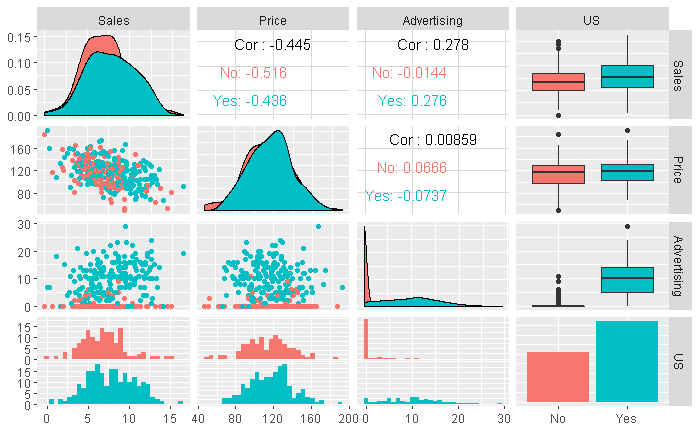 Sales Price Advertising US
0.15
0.10
0.05
0.00
Cor : -0.445
No: -0.516
Yes: -0.436
Cor : 0.278
No: -0.0144
Yes: 0.276
Sales
160
120
80
Cor : 0.00859
No: 0.0666
Yes: -0.0737
Price
30
20
10
0
Advertising
15
10
5
0
15
10
5
0
US
0 5 10 15
40 80 120 160 200
0 10 20 30
No Yes